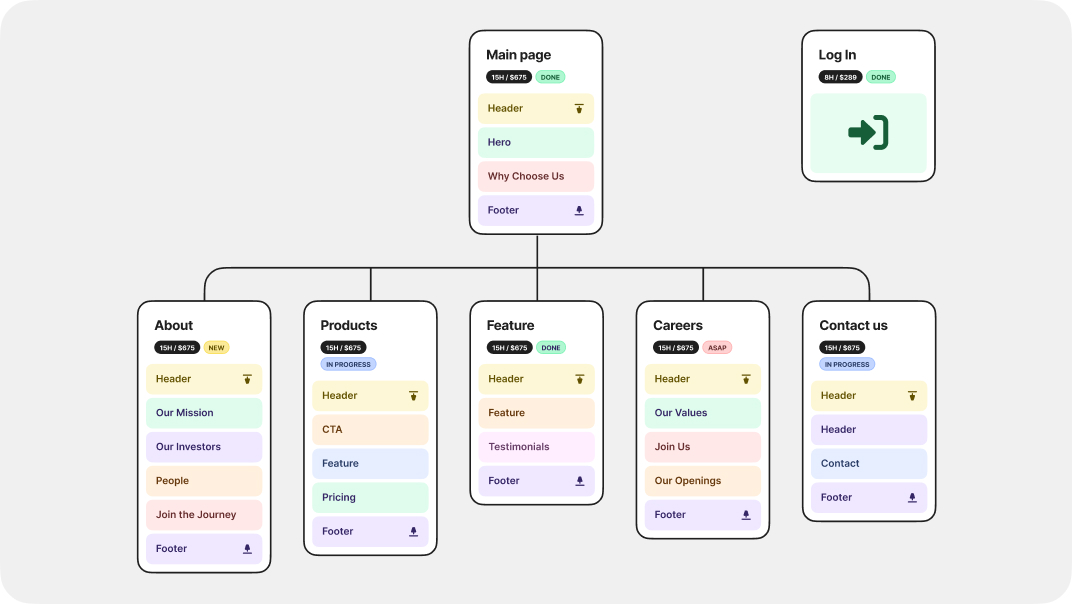 Main page
15H / $675 DONE
Header
Hero
Why Choose Us
Footer
Log In
8H / $289 DONE
About
15H / $675 NEW
Header
Our Mission
Our Investors
People
Join the Journey
Footer
Products
15H / $675
IN PROGRESS
Header
CTA
Feature
Pricing
Footer
Feature
15H / $675 DONE
Header
Feature
Testimonials
Footer
Careers
15H / $675 ASAP
Header
Our Values
Join Us
Our Openings
Footer
Contact us
15H / $675
IN PROGRESS
Header
Header
Contact
Footer